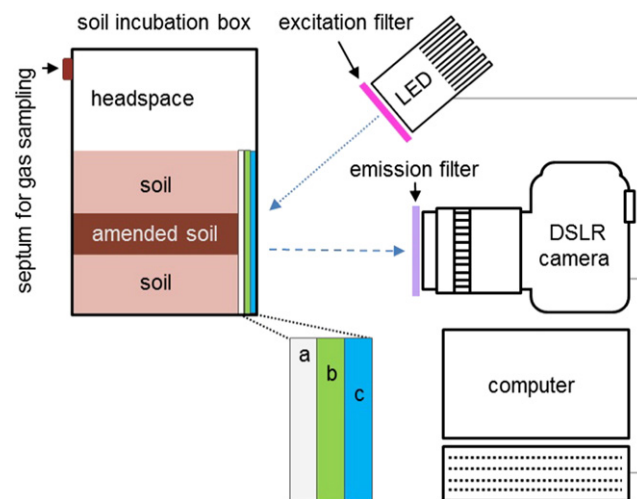 soil incubation box
excitation filter
septum for gas sampling
headspace
LED
soil
emission filter
amended soil
DSLR
camera
soil
a
b
c
computer